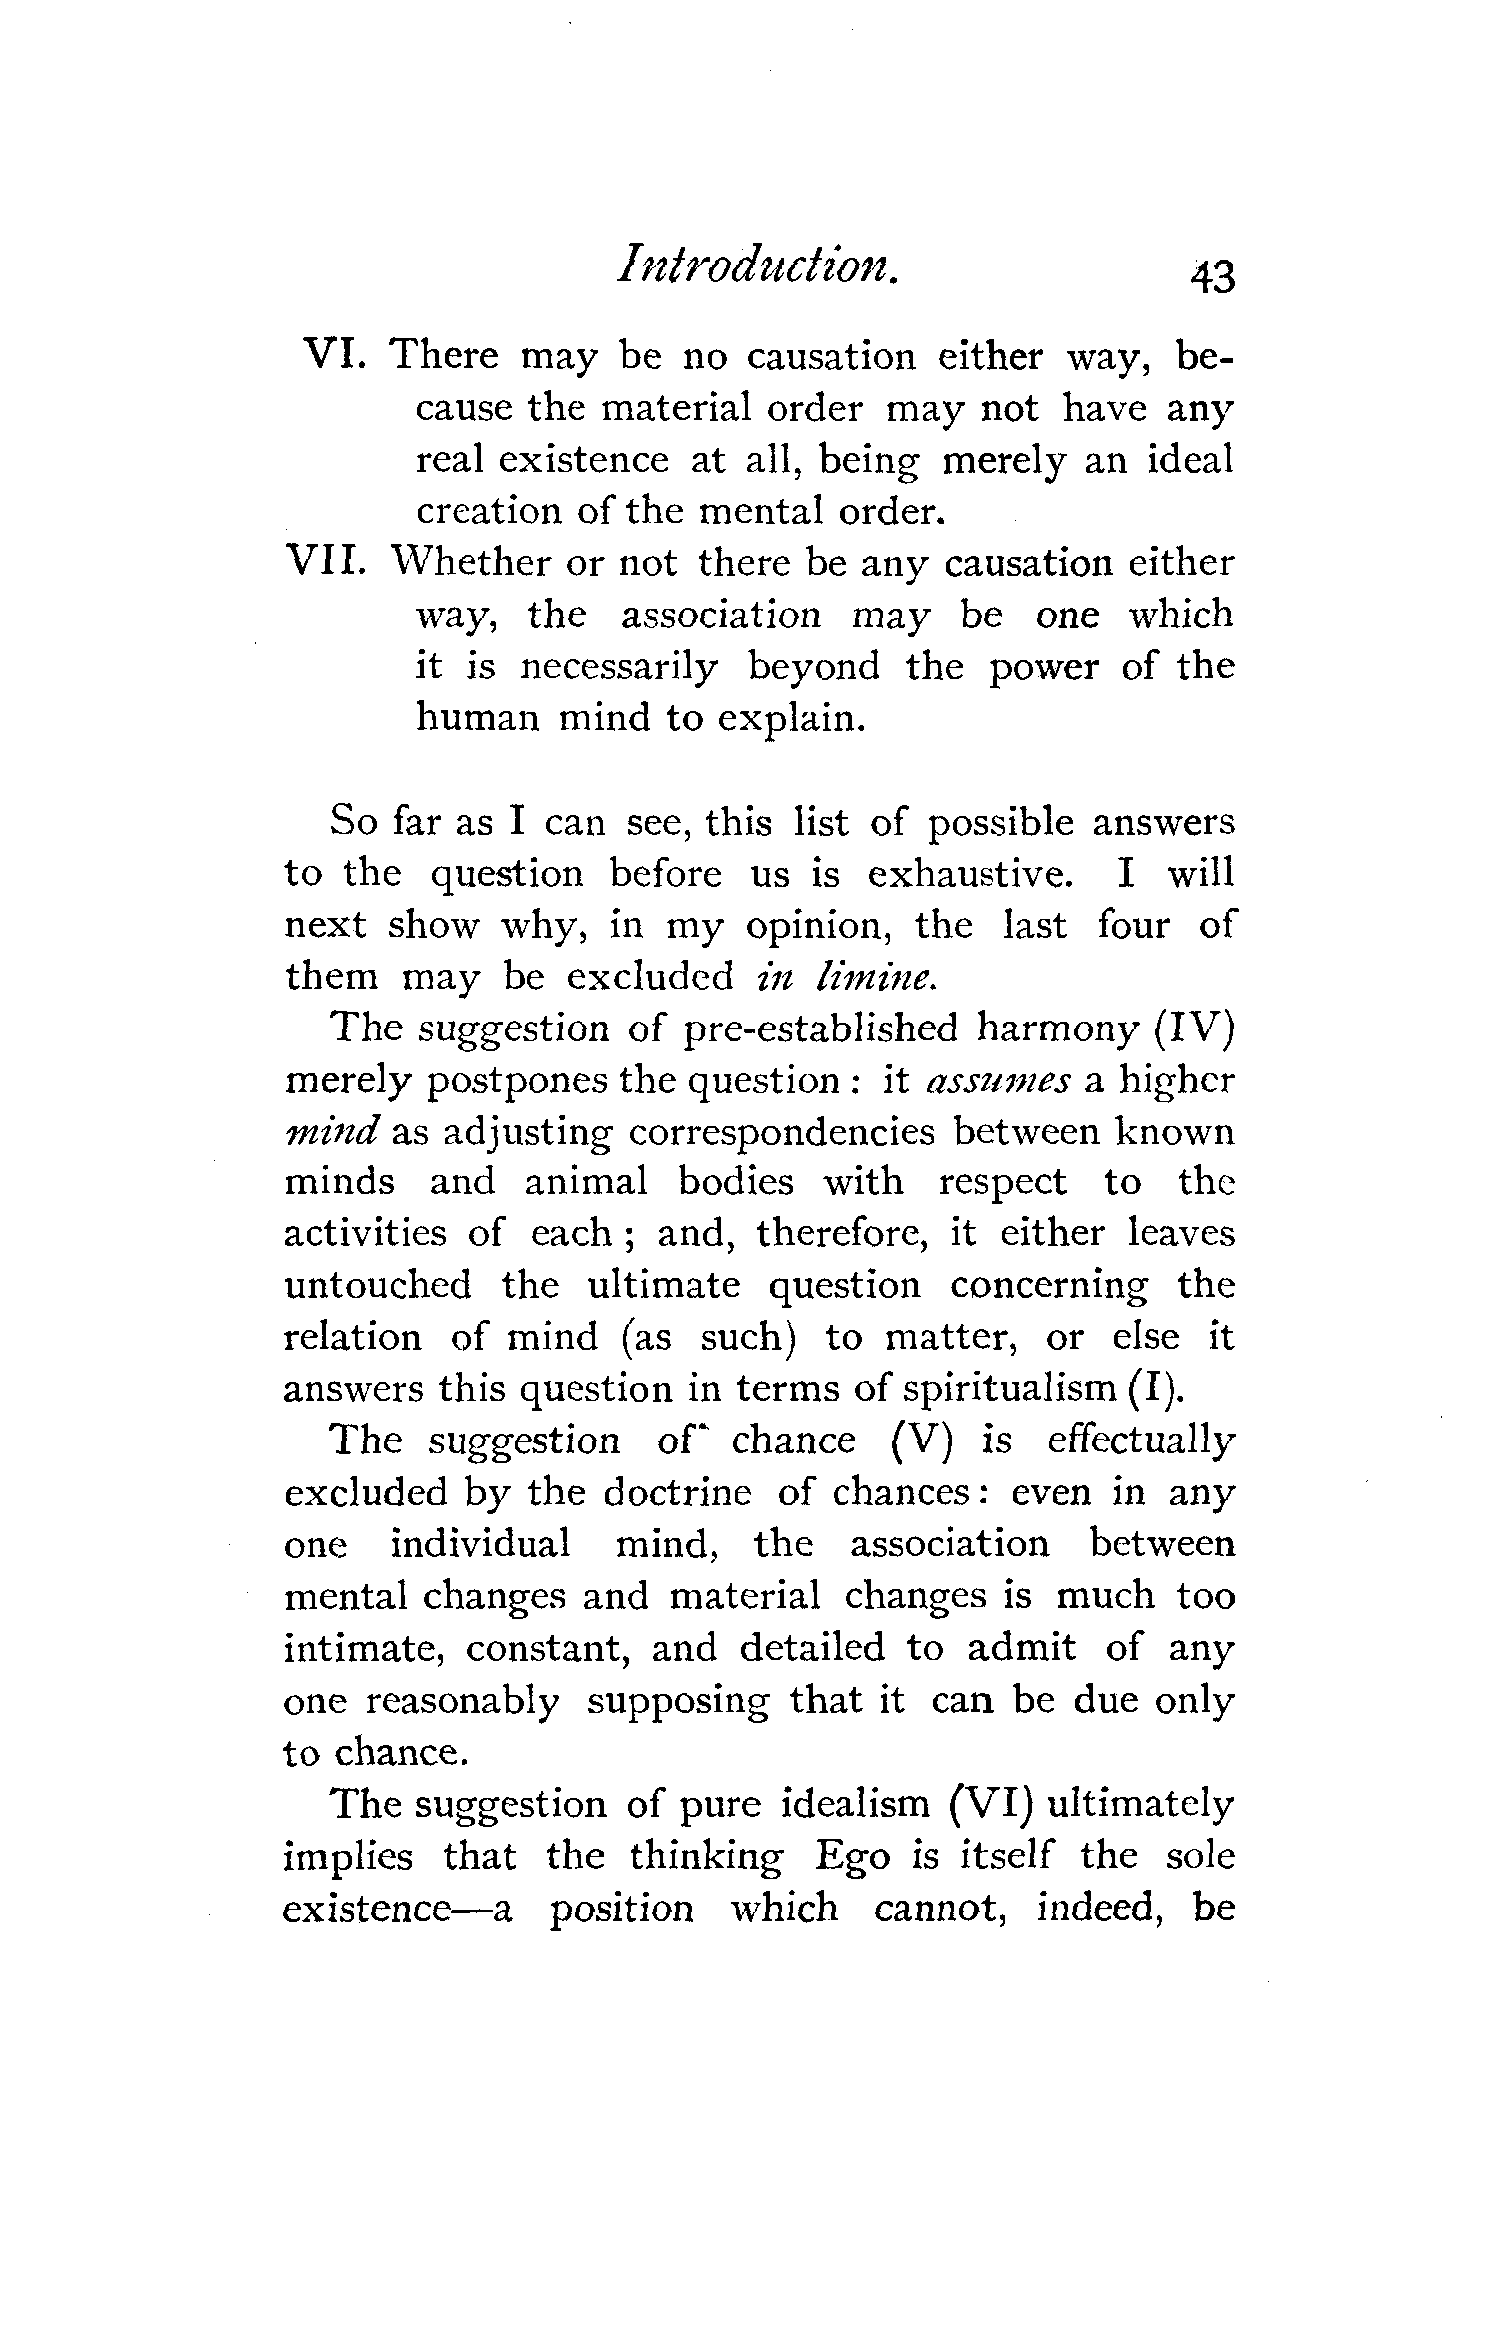 Introduction. 43
VI. There may be no causation either way, be-
cause the material order may not have any
real existence at all, being merely an ideal
creation of the mental order.
VII. Whether or not there be any causation either
way, the association may be one which
it is necessarily beyond the power of the
human mind to explain.
So far as I can see, this list of possible answers
to the question before us is exhaustive. I will
next show why, in my opinion, the last four of
them may be excluded in limine.
The suggestion of pre-established harmony (IV)
merely postpones the question : it assumes a higher
mind as adjusting correspondencies between known
minds and animal bodies with respect to the
activities of each ; and, therefore, it either leaves
untouched the ultimate question concerning the
relation of mind (as such) to matter, or else it
answers this question in terms of spiritualism (I).
The suggestion of chance (V) is effectually
excluded by the doctrine of chances : even in any
one individual mind, the association between
mental changes and material changes is much too
intimate, constant, and detailed to admit of any
one reasonably supposing that it can be due only
to chance.
The suggestion of pure idealism (VI) ultimately
implies that the thinking Ego is itself the sole
existence—a position which cannot, indeed, be